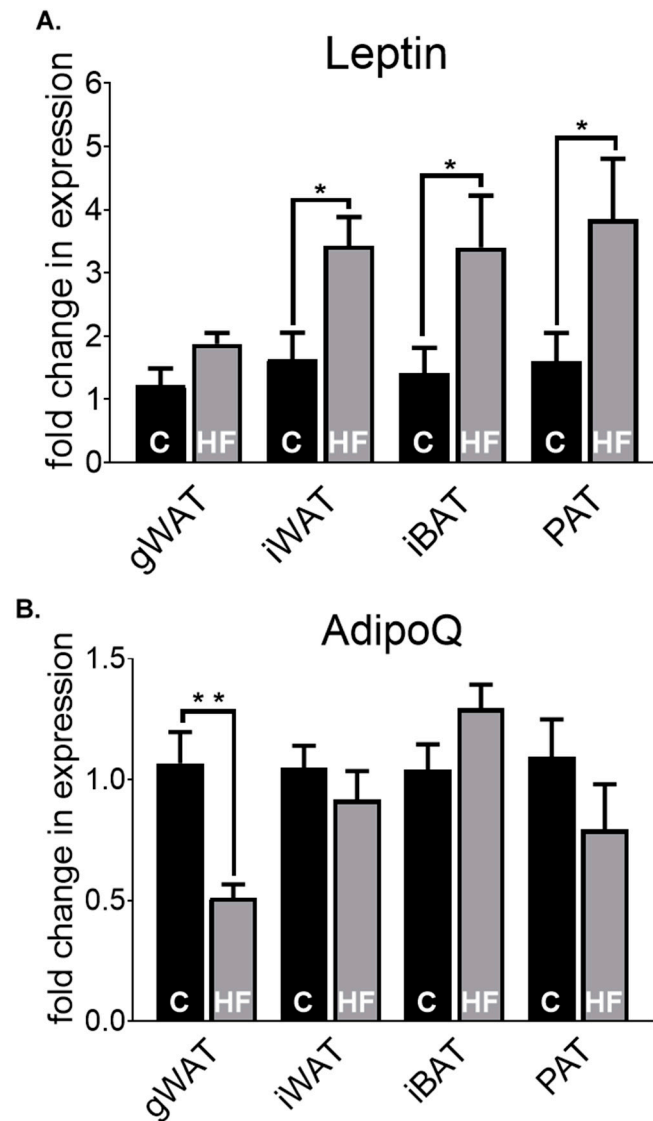 A.
Leptin
fold change in expression
6
5
4
3
2
1
0
*
*
*
C HF C HF C HF C HF
gWAT iWAT iBAT PAT
B.
AdipoQ
fold change in expression
1.5
1.0
0.5
0.0
* *
C HF C HF C HF C HF
gWAT iWAT iBAT PAT